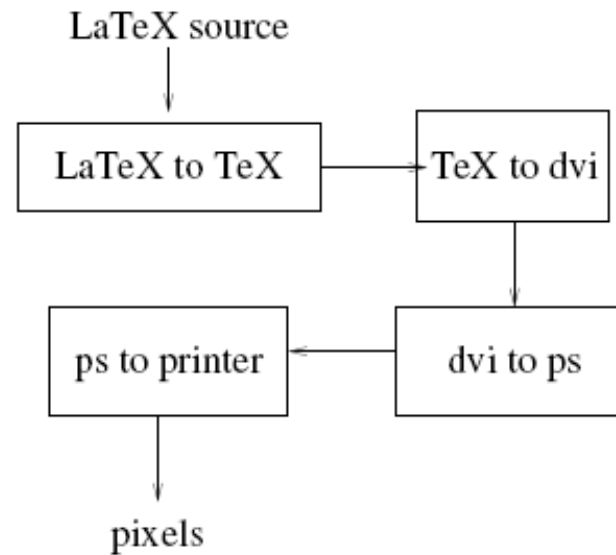 LaTeX source
LaTeX to TeX
TeX to dvi
dvi to ps
ps to printer
pixels